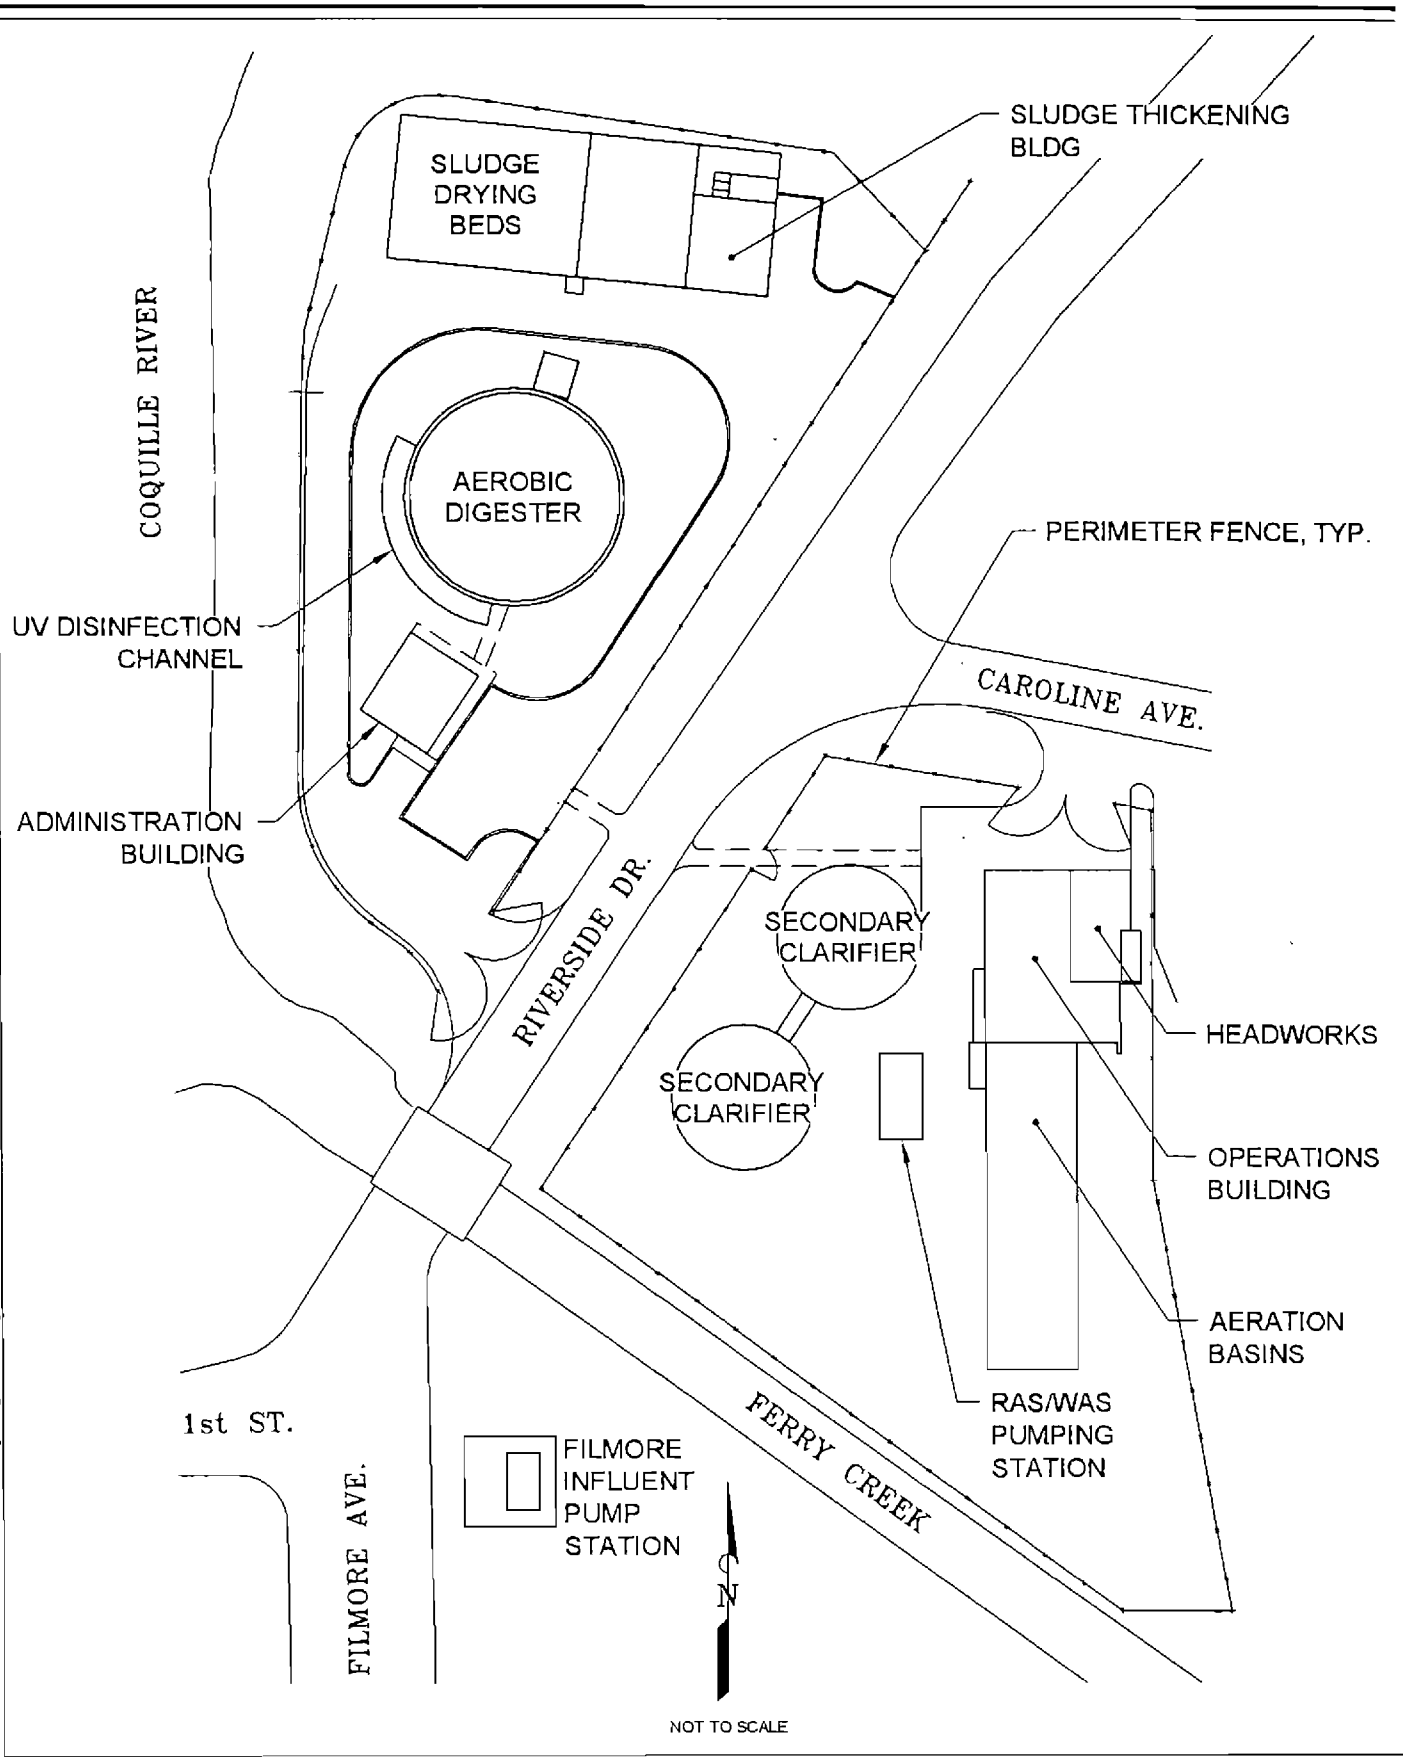 SLUDGE THICKENING
BLDG
SLUDGE
DRYING
BEDS
COQUILLE RIVER
AEROBIC
DIGESTER
PERIMETER FENCE, TYP.
UV DISINFECTION
CHANNEL
CAROLINE AVE.
ADMINISTRATION
BUILDING
RIVERSIDE DR.
SECONDARY
CLARIFIER
HEADWORKS
SECONDARY
CLARIFIER
OPERATIONS
BUILDING
AERATION
BASINS
RAS/WAS
PUMPING
STATION
1st ST.
FERRY CREEK
FILMORE
INFLUENT
PUMP
STATION
FILMORE AVE.
N
NOT TO SCALE